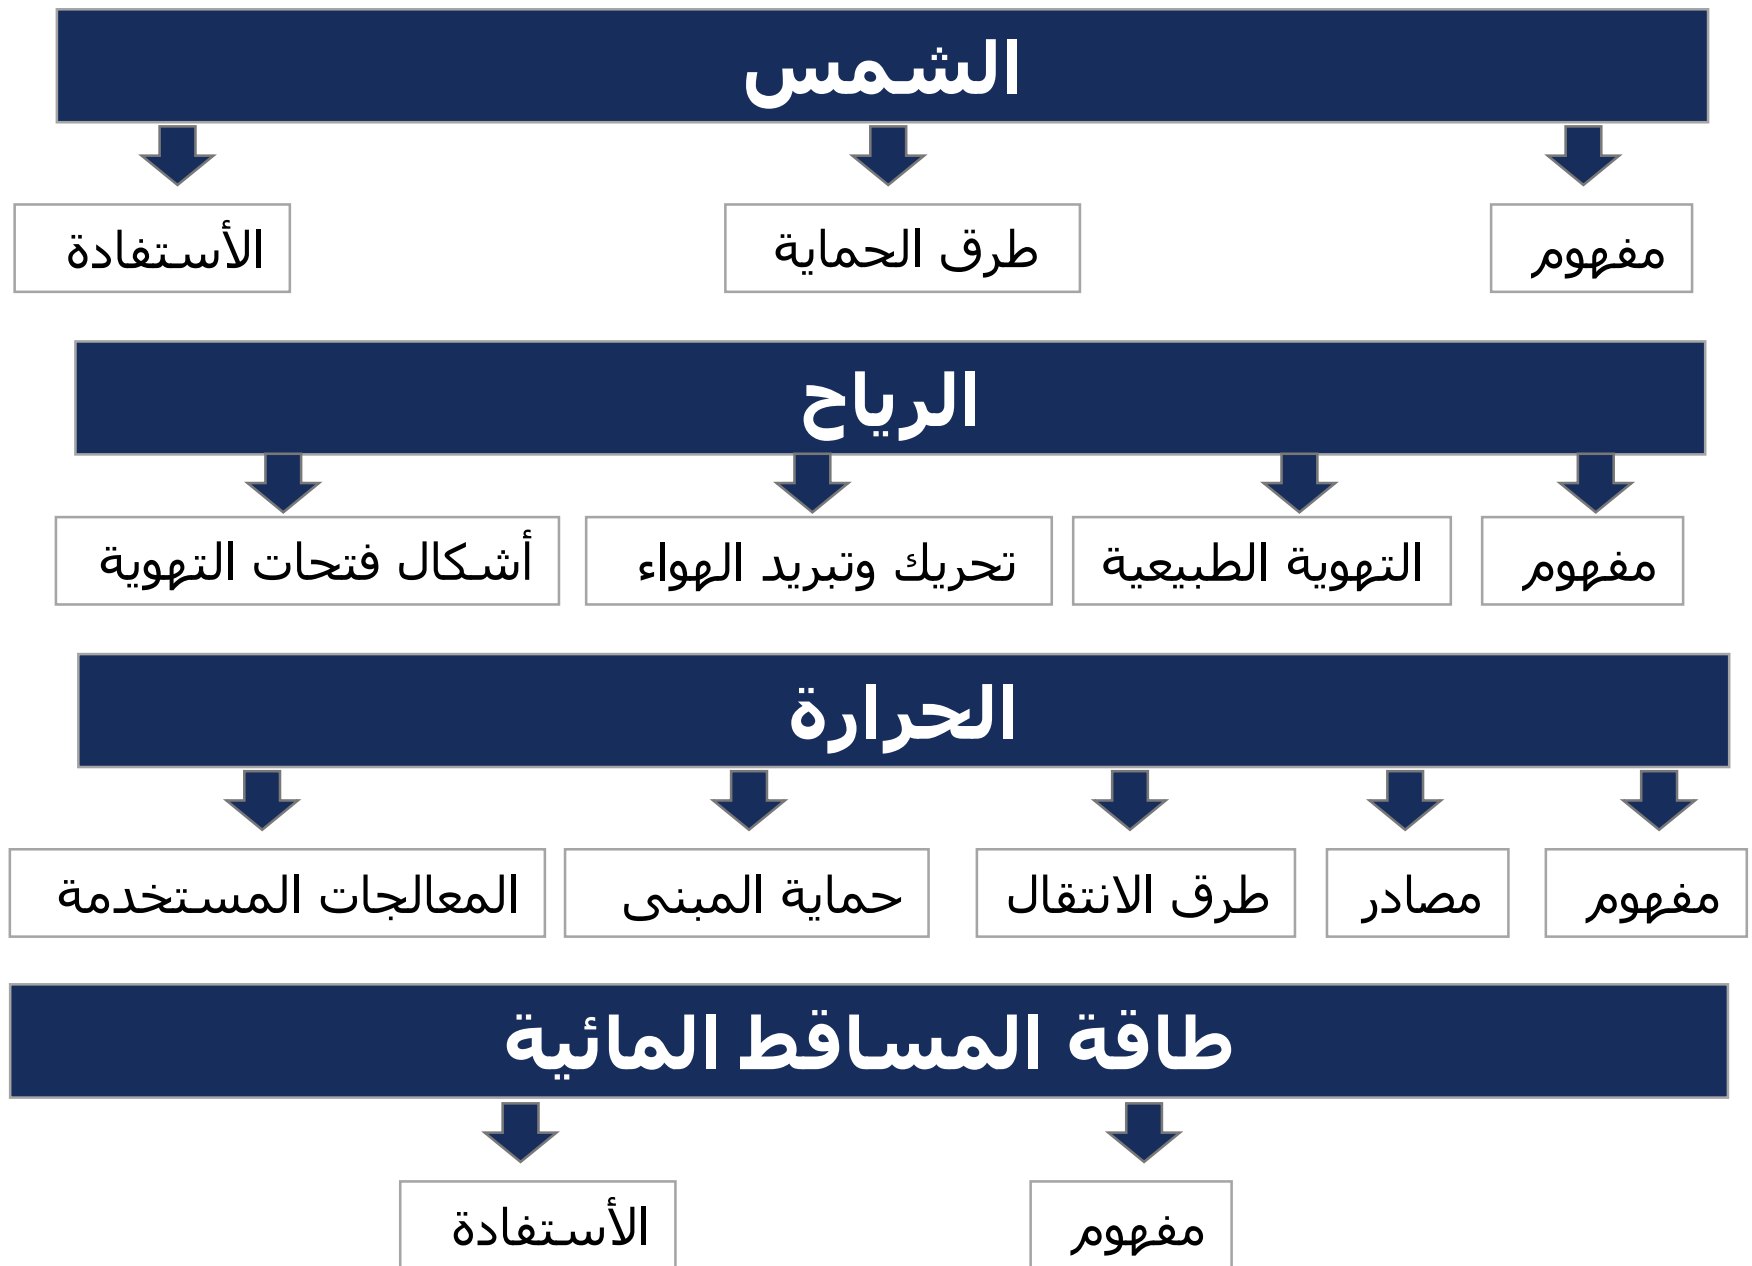 الشمس
مفهوم
طرق الحماية
الأستفادة
الرياح
مفهوم
التهوية الطبيعية
تحريك وتبريد الهواء
أشكال فتحات التهوية
الحرارة
مفهوم
مصادر
طرق الانتقال
حماية المبنى
المعالجات المستخدمة
طاقة المساقط المائية
مفهوم
الأستفادة